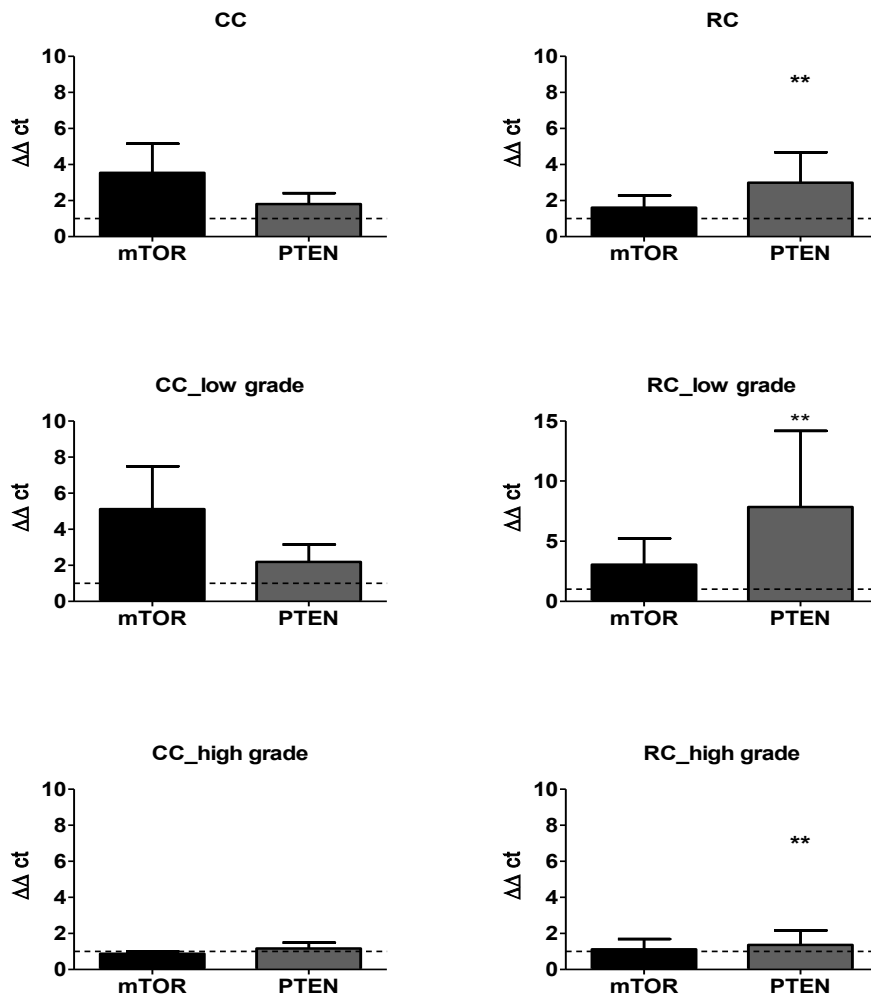 CC
10
8
6
4
2
0
ΔΔ ct
mTOR PTEN
RC
10
8
6
4
2
0
ΔΔ ct
**
mTOR PTEN
CC_low grade
10
8
6
4
2
0
ΔΔ ct
mTOR PTEN
RC_low grade
15
10
5
0
ΔΔ ct
**
mTOR PTEN
CC_high grade
10
8
6
4
2
0
ΔΔ ct
mTOR PTEN
RC_high grade
10
8
6
4
2
0
ΔΔ ct
**
mTOR PTEN